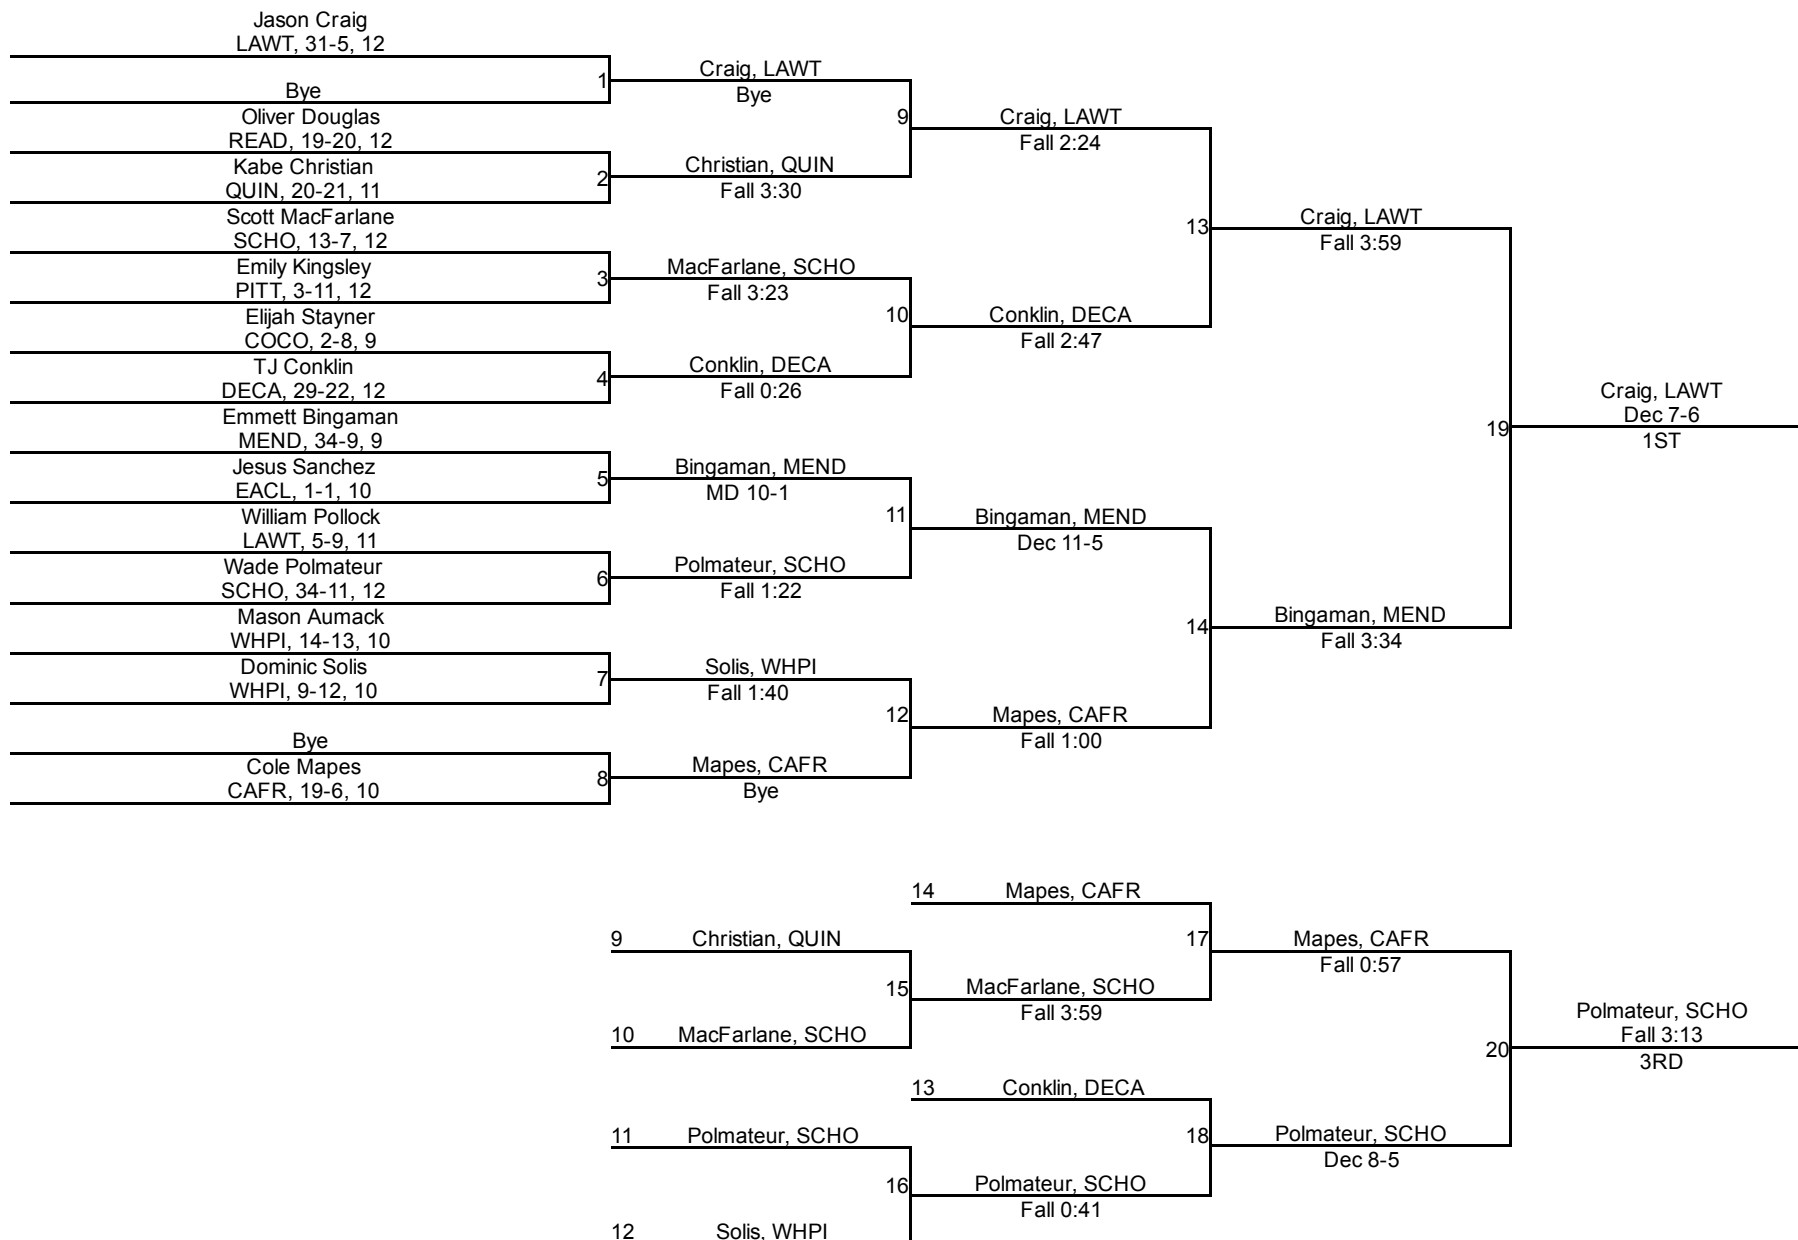 Jason Craig
LAWT, 31-5, 12
Bye
Oliver Douglas
READ, 19-20, 12
Kabe Christian
QUIN, 20-21, 11
Scott MacFarlane
SCHO, 13-7, 12
Emily Kingsley
PITT, 3-11, 12
Elijah Stayner
COCO, 2-8, 9
TJ Conklin
DECA, 29-22, 12
Emmett Bingaman
MEND, 34-9, 9
Jesus Sanchez
EACL, 1-1, 10
William Pollock
LAWT, 5-9, 11
Wade Polmateur
SCHO, 34-11, 12
Mason Aumack
WHPI, 14-13, 10
Dominic Solis
WHPI, 9-12, 10
Bye
Cole Mapes
CAFR, 19-6, 10
1
Craig, LAWT
Bye
2
Christian, QUIN
Fall 3:30
3
MacFarlane, SCHO
Fall 3:23
4
Conklin, DECA
Fall 0:26
5
Bingaman, MEND
MD 10-1
6
Polmateur, SCHO
Fall 1:22
7
Solis, WHPI
Fall 1:40
8
Mapes, CAFR
Bye
9
Craig, LAWT
Fall 2:24
10
Conklin, DECA
Fall 2:47
11
Bingaman, MEND
Dec 11-5
12
Mapes, CAFR
Fall 1:00
13
Craig, LAWT
Fall 3:59
14
Bingaman, MEND
Fall 3:34
19
Craig, LAWT
Dec 7-6
1ST
14 Mapes, CAFR
9 Christian, QUIN
15
MacFarlane, SCHO
Fall 3:59
10 MacFarlane, SCHO
17
Mapes, CAFR
Fall 0:57
13 Conklin, DECA
11 Polmateur, SCHO
16
Polmateur, SCHO
Fall 0:41
12 Solis, WHPI
18
Polmateur, SCHO
Dec 8-5
20
Polmateur, SCHO
Fall 3:13
3RD